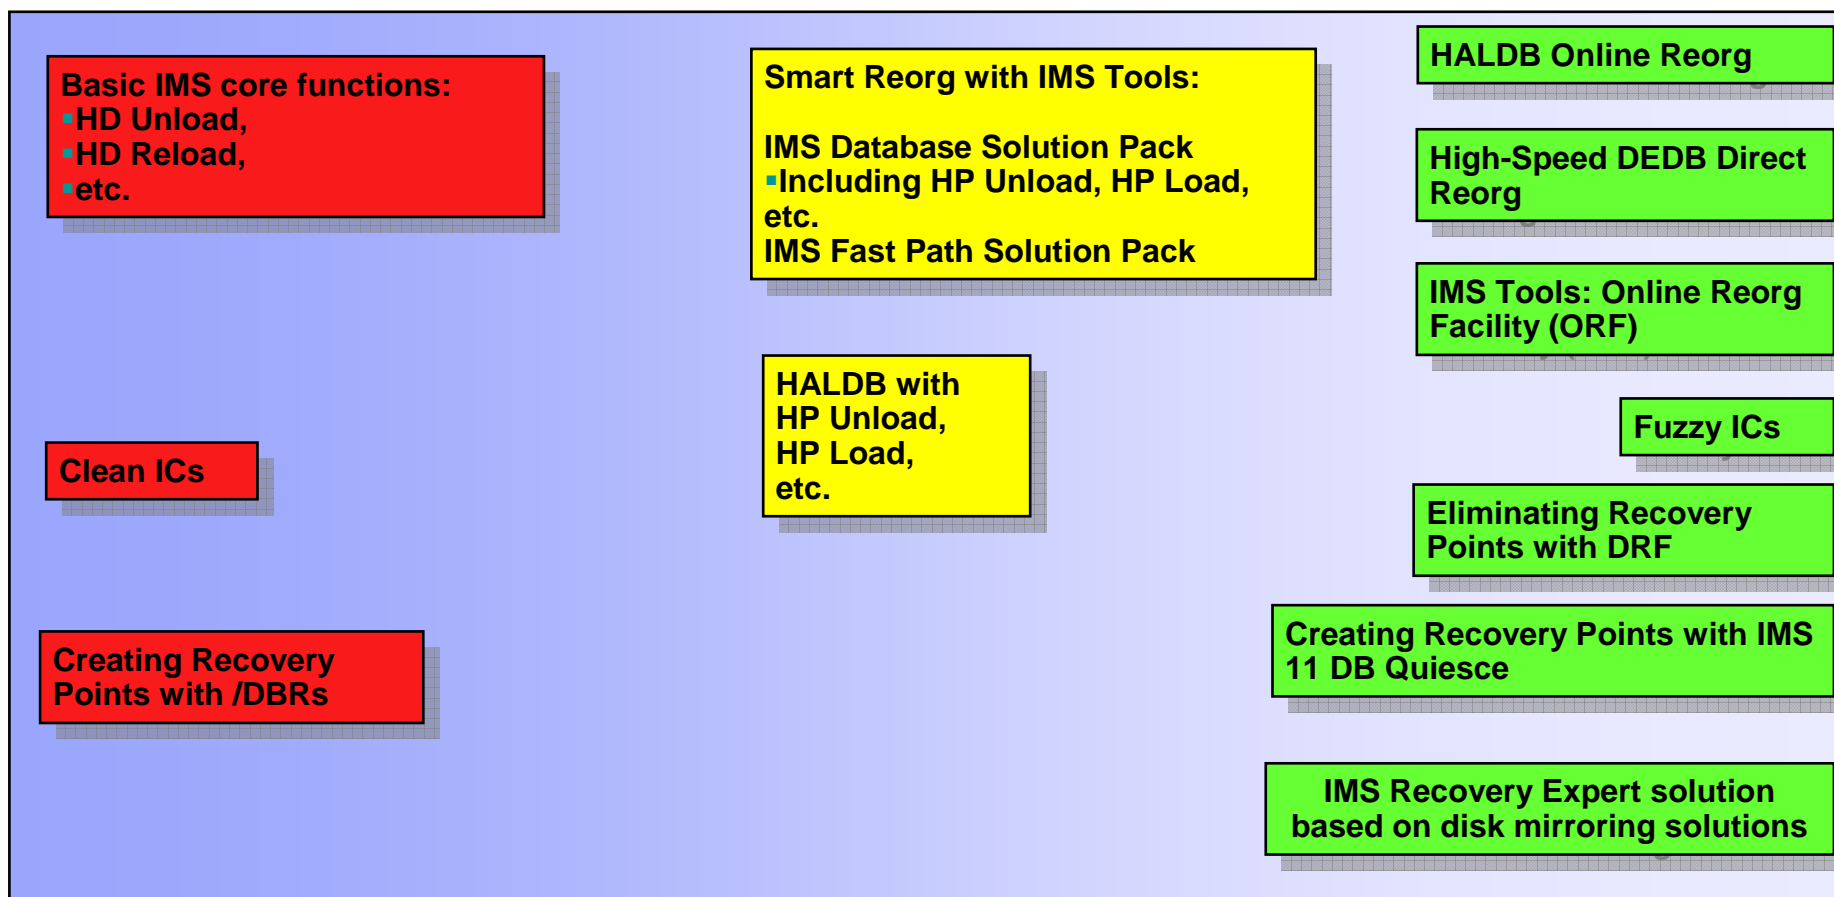 Basic IMS core functions:
▪HD Unload,
▪HD Reload,
▪etc.
Clean ICs
Creating Recovery
Points with /DBRs
Smart Reorg with IMS Tools:
IMS Database Solution Pack
▪Including HP Unload, HP Load,
etc.
IMS Fast Path Solution Pack
HALDB with
HP Unload,
HP Load,
etc.
HALDB Online Reorg
High-Speed DEDB Direct
Reorg
IMS Tools: Online Reorg
Facility (ORF)
Fuzzy ICs
Eliminating Recovery
Points with DRF
Creating Recovery Points with IMS
11 DB Quiesce
IMS Recovery Expert solution
based on disk mirroring solutions